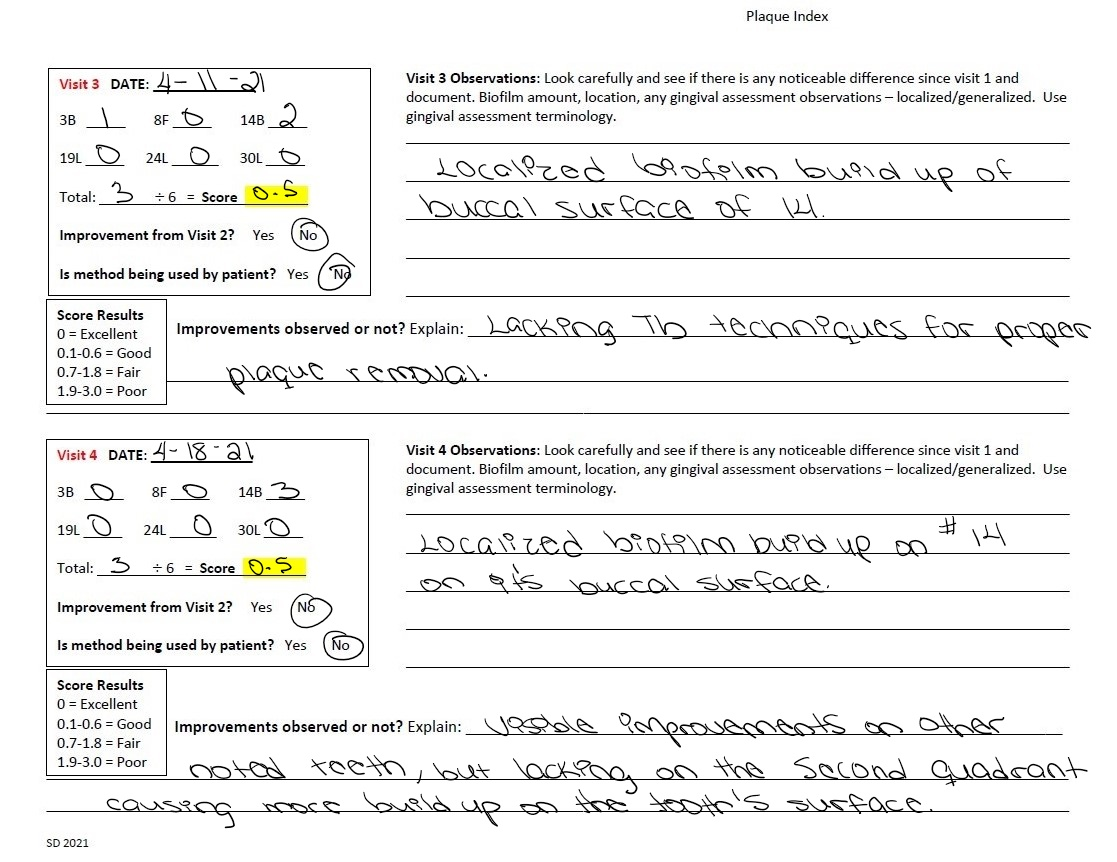 Plaque Index
Visit 3 DATE: 4-11-21
3B 1 8F 0 14B 2
19L 0 24L 0 30L 0
Total: 3 ÷ 6 = Score 0.5
Improvement from Visit 2? Yes No
Is method being used by patient? Yes No
Visit 3 Observations: Look carefully and see if there is any noticeable difference since visit 1 and
document. Biofilm amount, location, any gingival assessment observations – localized/generalized. Use
gingival assessment terminology.
Localized biofilm build up of
buccal surface of 14.
Score Results
0 = Excellent
0.1-0.6 = Good
0.7-1.8 = Fair
1.9-3.0 = Poor
Improvements observed or not? Explain: Lacking Tb techniques for proper
plaque removal.
Visit 4 DATE: 4-18-21
3B 0 8F 0 14B 3
19L 0 24L 0 30L 0
Total: 3 ÷ 6 = Score 0.5
Improvement from Visit 2? Yes No
Is method being used by patient? Yes No
Visit 4 Observations: Look carefully and see if there is any noticeable difference since visit 1 and
document. Biofilm amount, location, any gingival assessment observations – localized/generalized. Use
gingival assessment terminology.
Localized biofilm build up on #14
on it's buccal surface.
Score Results
0 = Excellent
0.1-0.6 = Good
0.7-1.8 = Fair
1.9-3.0 = Poor
Improvements observed or not? Explain: Visible improvements on other
noted teeth, but lacking on the second quadrant
causing more build up on the tooth's surface.
SD 2021